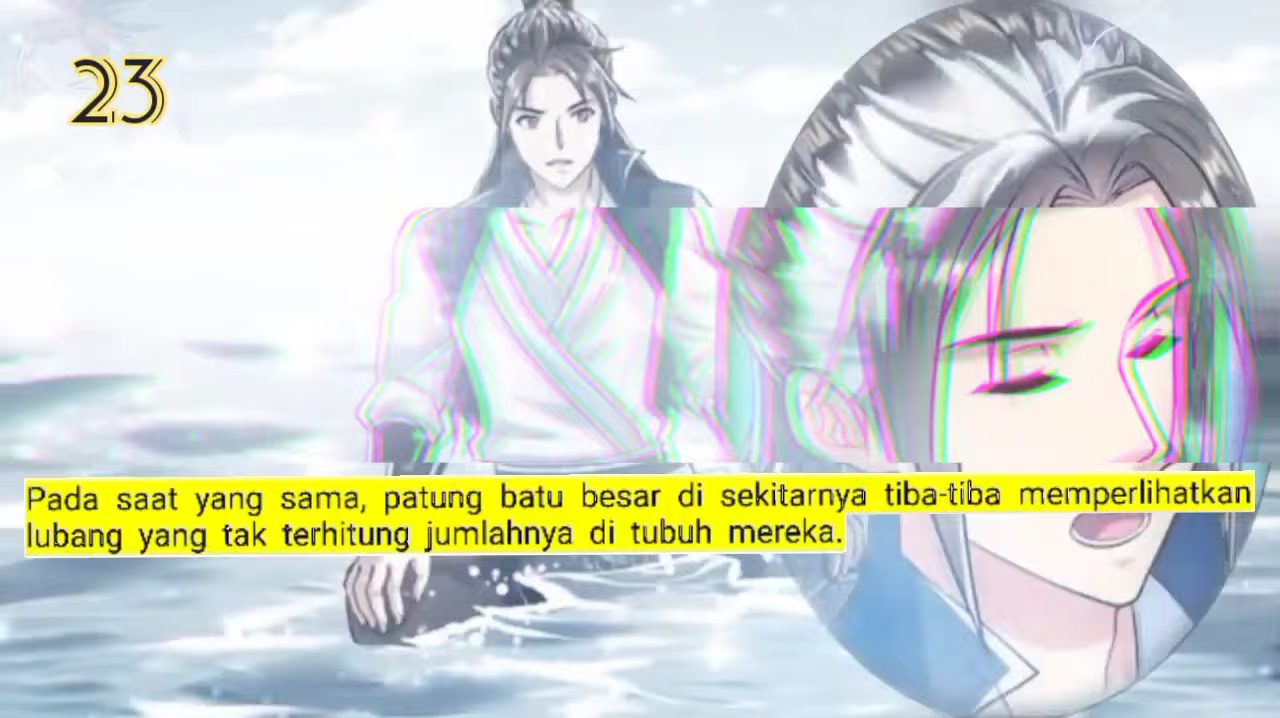 23
Pada saat yang sama, patung batu besar di sekitarnya tiba-tiba memperlihatkan
lubang yang tak terhitung jumlahnya di tubuh mereka.